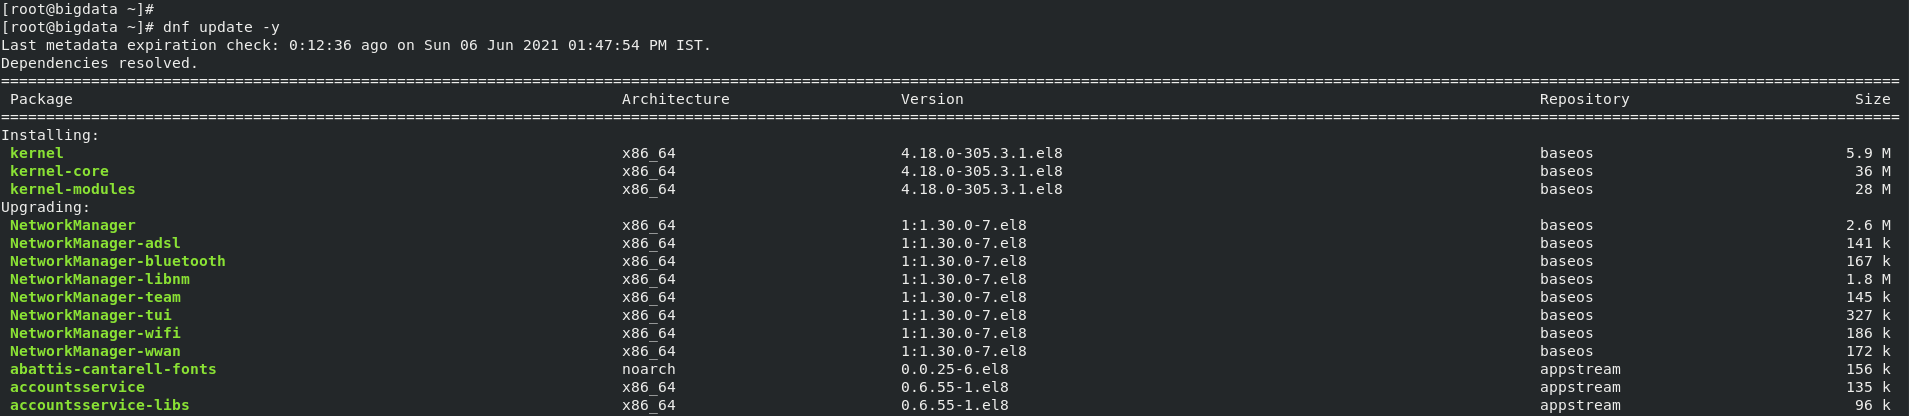 [root@bigdata ~]#
[root@bigdata ~]# dnf update -y
Last metadata expiration check: 0:12:36 ago on Sun 06 Jun 2021 01:47:54 PM IST.
Dependencies resolved.
================================================================================
Package Architecture Version Repository Size
================================================================================
Installing:
kernel x86_64 4.18.0-305.3.1.el8 baseos 5.9 M
kernel-core x86_64 4.18.0-305.3.1.el8 baseos 36 M
kernel-modules x86_64 4.18.0-305.3.1.el8 baseos 28 M
Upgrading:
NetworkManager x86_64 1:1.30.0-7.el8 baseos 2.6 M
NetworkManager-adsl x86_64 1:1.30.0-7.el8 baseos 141 k
NetworkManager-bluetooth x86_64 1:1.30.0-7.el8 baseos 167 k
NetworkManager-libnm x86_64 1:1.30.0-7.el8 baseos 1.8 M
NetworkManager-team x86_64 1:1.30.0-7.el8 baseos 145 k
NetworkManager-tui x86_64 1:1.30.0-7.el8 baseos 327 k
NetworkManager-wifi x86_64 1:1.30.0-7.el8 baseos 186 k
NetworkManager-wwan x86_64 1:1.30.0-7.el8 baseos 172 k
abattis-cantarell-fonts noarch 0.0.25-6.el8 appstream 156 k
accountsservice x86_64 0.6.55-1.el8 appstream 135 k
accountsservice-libs x86_64 0.6.55-1.el8 appstream 96 k